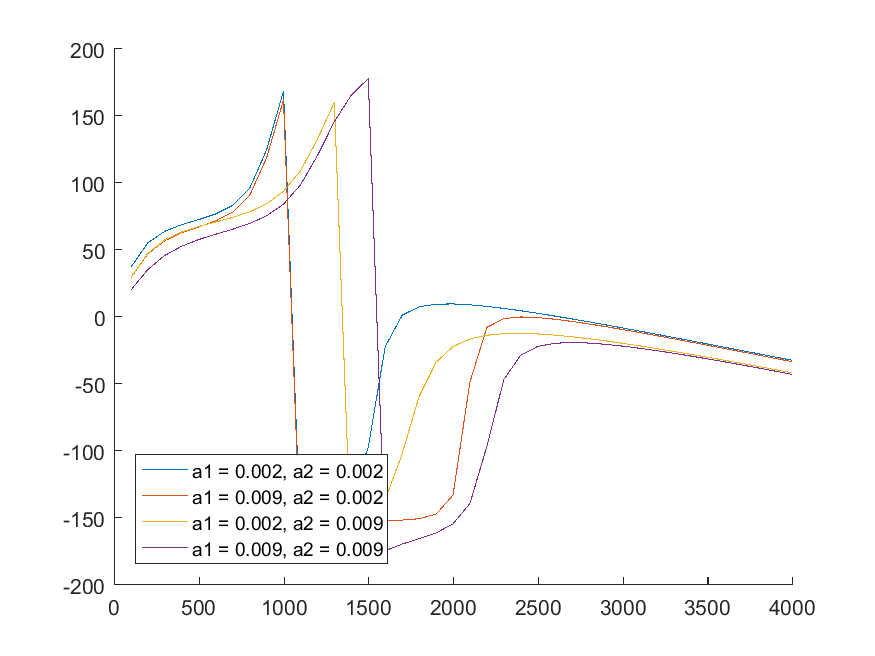 200
150
100
50
0
-50
-100
-150
-200
a1 = 0.002, a2 = 0.002
a1 = 0.009, a2 = 0.002
a1 = 0.002, a2 = 0.009
a1 = 0.009, a2 = 0.009
0 500 1000 1500 2000 2500 3000 3500 4000